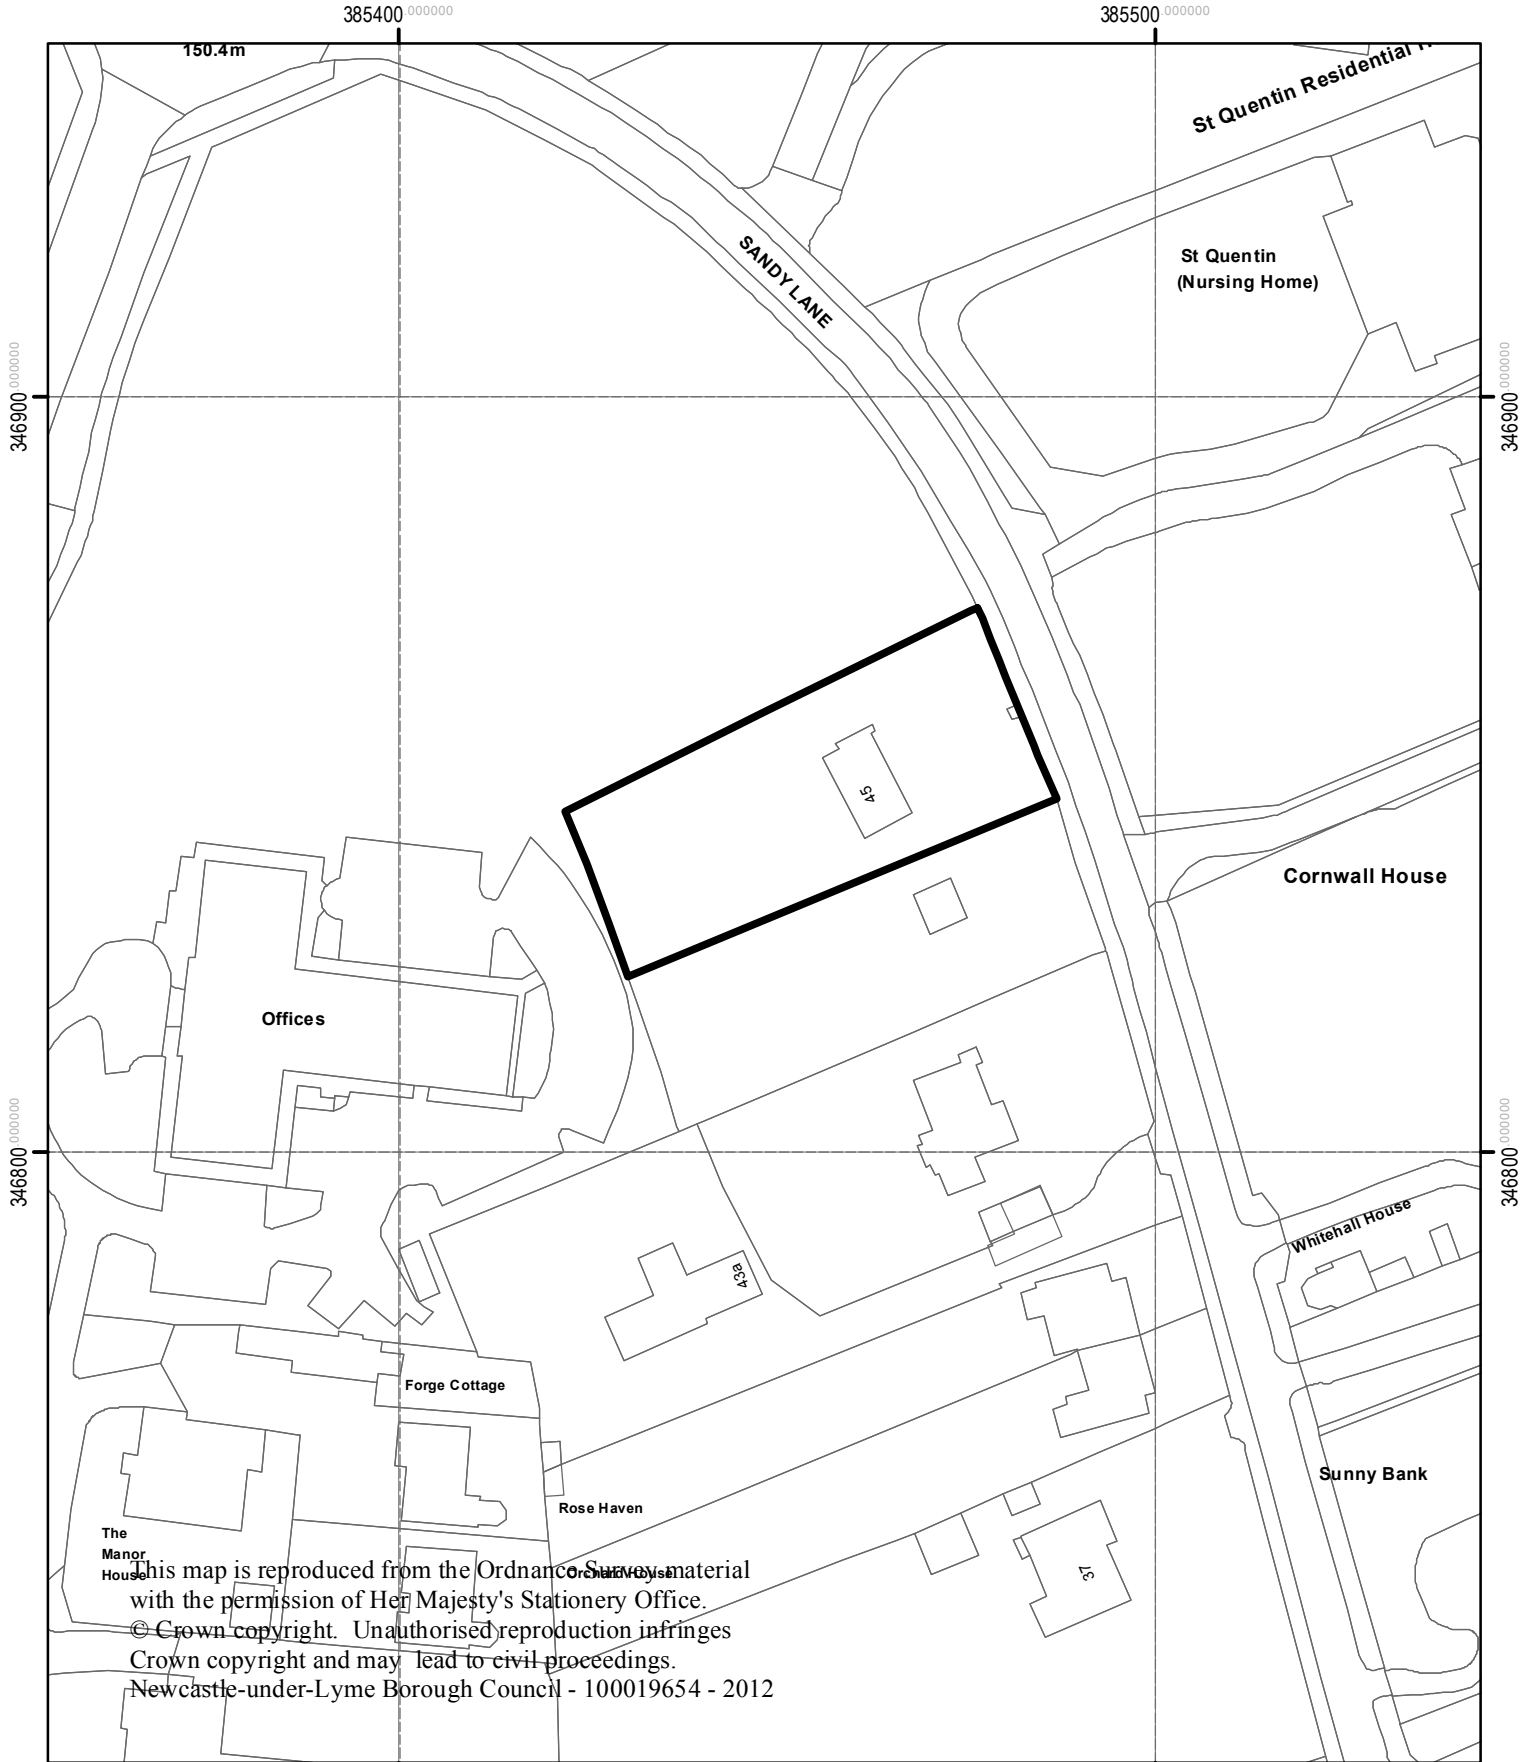 385400.000000
385500.000000
150.4m
St Quentin Residential
SANDY LANE
St Quentin
(Nursing Home)
346900.000000
346900.000000
45
Cornwall House
Offices
346800.000000
346800.000000
Whitehall House
43a
Forge Cottage
Sunny Bank
Rose Haven
37
The
Manor
House
Orchard House
This map is reproduced from the Ordnance Survey material
with the permission of Her Majesty's Stationery Office.
© Crown copyright. Unauthorised reproduction infringes
Crown copyright and may lead to civil proceedings.
Newcastle-under-Lyme Borough Council - 100019654 - 2012